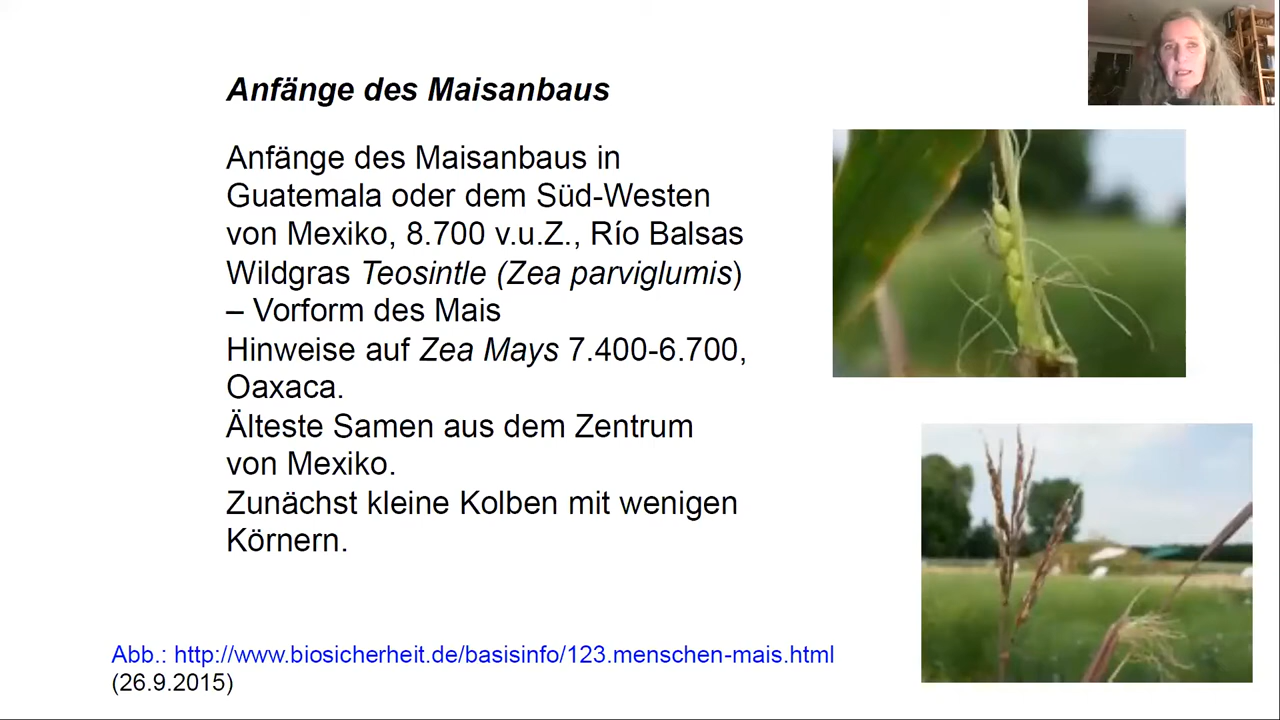 Anfänge des Maisanbaus
Anfänge des Maisanbaus in
Guatemala oder dem Süd-Westen
von Mexiko, 8.700 v.u.Z., Río Balsas
Wildgras Teosintle (Zea parviglumis)
– Vorform des Mais
Hinweise auf Zea Mays 7.400-6.700,
Oaxaca.
Älteste Samen aus dem Zentrum
von Mexiko.
Zunächst kleine Kolben mit wenigen
Körnern.
Abb.: http://www.biosicherheit.de/basisinfo/123.menschen-mais.html
(26.9.2015)